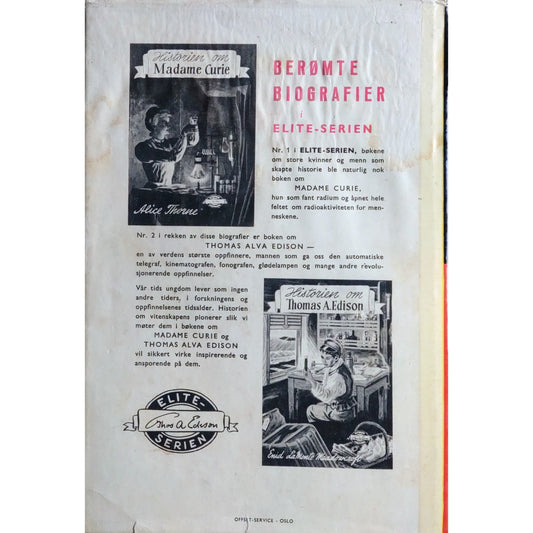 Historien om
Madame Curie
Alice Thorne
BERØMTE
BIOGRAFIER
i
ELITE-SERIEN
Nr. 1 i ELITE-SERIEN, bøkene
om store kvinner og menn som
skapte historie ble naturlig nok
boken om
MADAME CURIE,
hun som fant radium og åpnet hele
feltet om radioaktiviteten for men-
neskene.
Nr. 2 i rekken av disse biografier er boken om
THOMAS ALVA EDISON —
en av verdens største oppfinnere, mannen som ga oss den automatiske
telegraf, kinematografen, fonografen, glødelampen og mange andre revolu-
sjonerende oppfinnelser.
Vår tids ungdom lever som ingen
andre tiders, i forskningens og
oppfinnelsenes tidsalder. Historien
om vitenskapens pionerer slik vi
møter dem i bøkene om
MADAME CURIE og
THOMAS ALVA EDISON
vil sikkert virke inspirerende og
ansporende på dem.
Historien om
Thomas A. Edison
Enid LaMonte Meadowcroft
ELITE-
Thos A Edison
SERIEN
OFFSET-SERVICE - OSLO